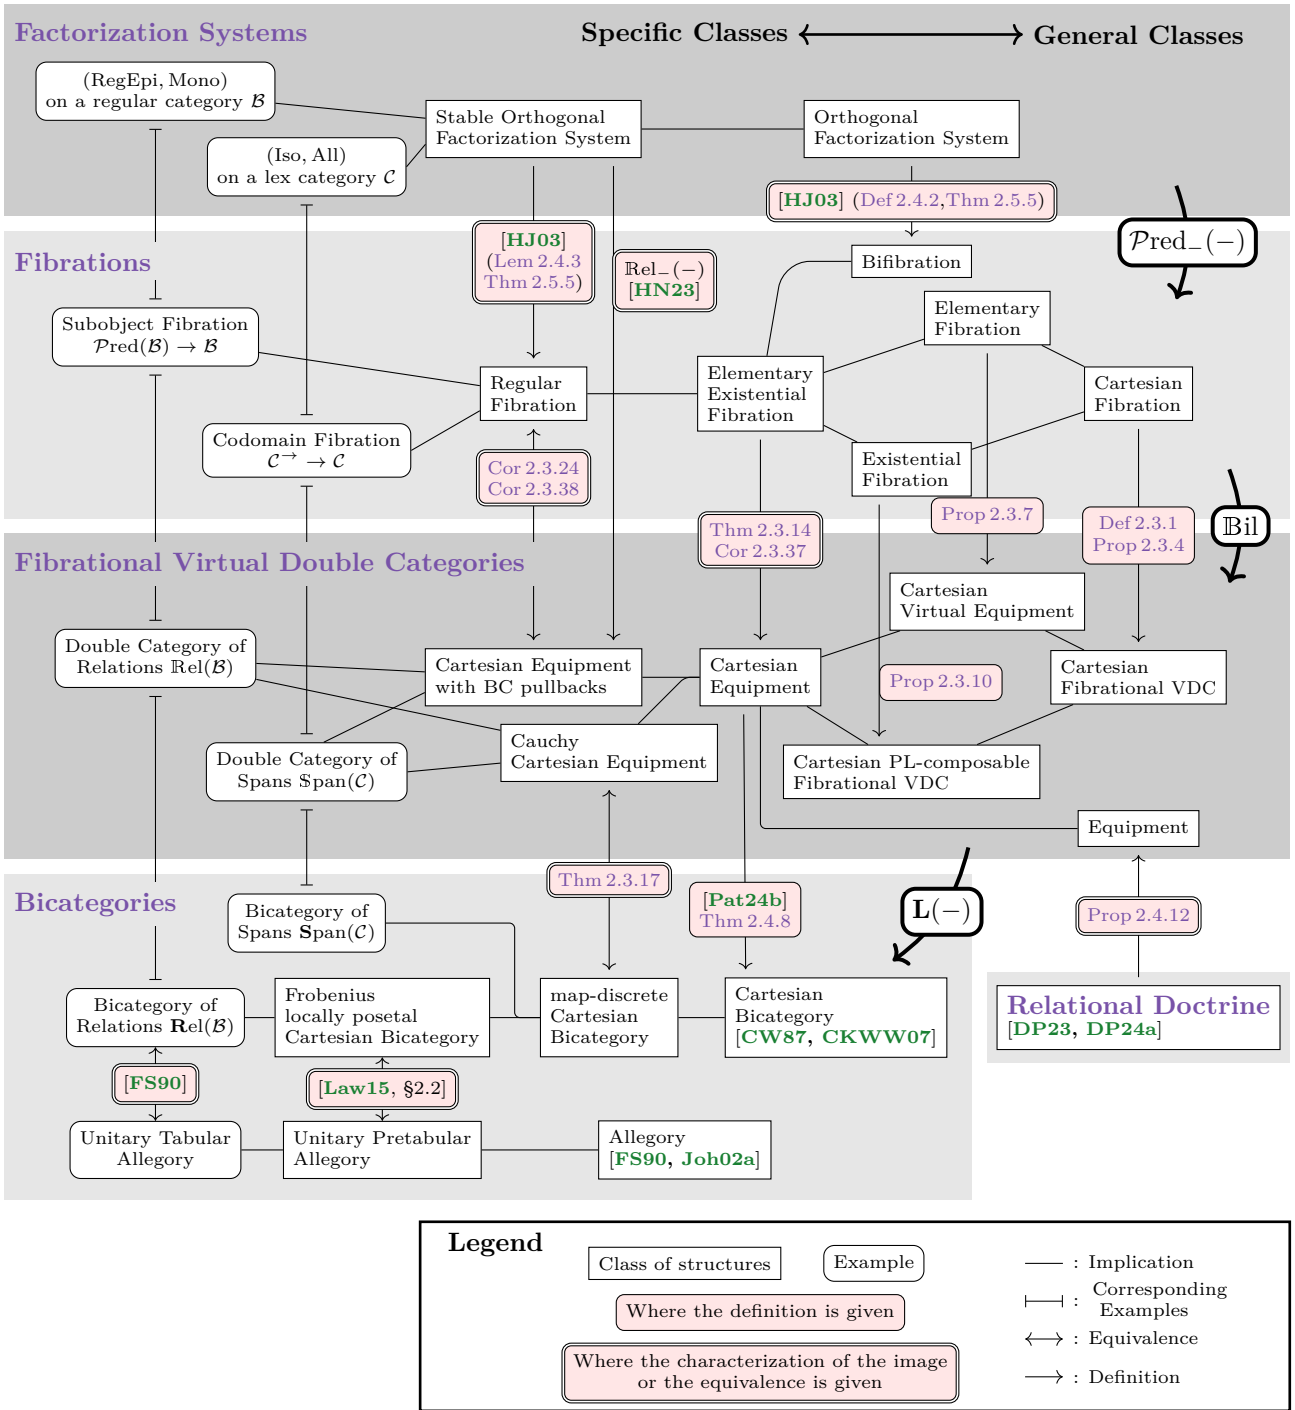 Factorization Systems
Specific Classes
General Classes
(RegEpi, Mono)
on a regular category ℬ
Stable Orthogonal
Factorization System
Orthogonal
Factorization System
(Iso, All)
on a lex category 𝒞
[HJ03] (Def 2.4.2,Thm 2.5.5)
𝒫red₋(−)
Fibrations
[HJ03]
(Lem 2.4.3
Thm 2.5.5)
ℝel₋(−)
[HN23]
Bifibration
Subobject Fibration
𝒫red(ℬ) → ℬ
Elementary
Fibration
Regular
Fibration
Elementary
Existential
Fibration
Cartesian
Fibration
Codomain Fibration
𝒞→ → 𝒞
Existential
Fibration
Cor 2.3.24
Cor 2.3.38
Thm 2.3.14
Cor 2.3.37
Prop 2.3.7
Def 2.3.1
Prop 2.3.4
𝔹il
Fibrational Virtual Double Categories
Cartesian
Virtual Equipment
Double Category of
Relations ℝel(ℬ)
Cartesian Equipment
with BC pullbacks
Cartesian
Equipment
Prop 2.3.10
Cartesian
Fibrational VDC
Double Category of
Spans 𝕊pan(𝒞)
Cauchy
Cartesian Equipment
Cartesian PL-composable
Fibrational VDC
Equipment
Thm 2.3.17
Bicategories
Bicategory of
Spans Span(𝒞)
[Pat24b]
Thm 2.4.8
L(−)
Prop 2.4.12
Bicategory of
Relations Rel(ℬ)
Frobenius
locally posetal
Cartesian Bicategory
map-discrete
Cartesian
Bicategory
Cartesian
Bicategory
[CW87, CKWW07]
Relational Doctrine
[DP23, DP24a]
[FS90]
[Law15, §2.2]
Unitary Tabular
Allegory
Unitary Pretabular
Allegory
Allegory
[FS90, Joh02a]
Legend
Class of structures
Example
: Implication
Where the definition is given
: Corresponding
Examples
: Equivalence
Where the characterization of the image
or the equivalence is given
: Definition